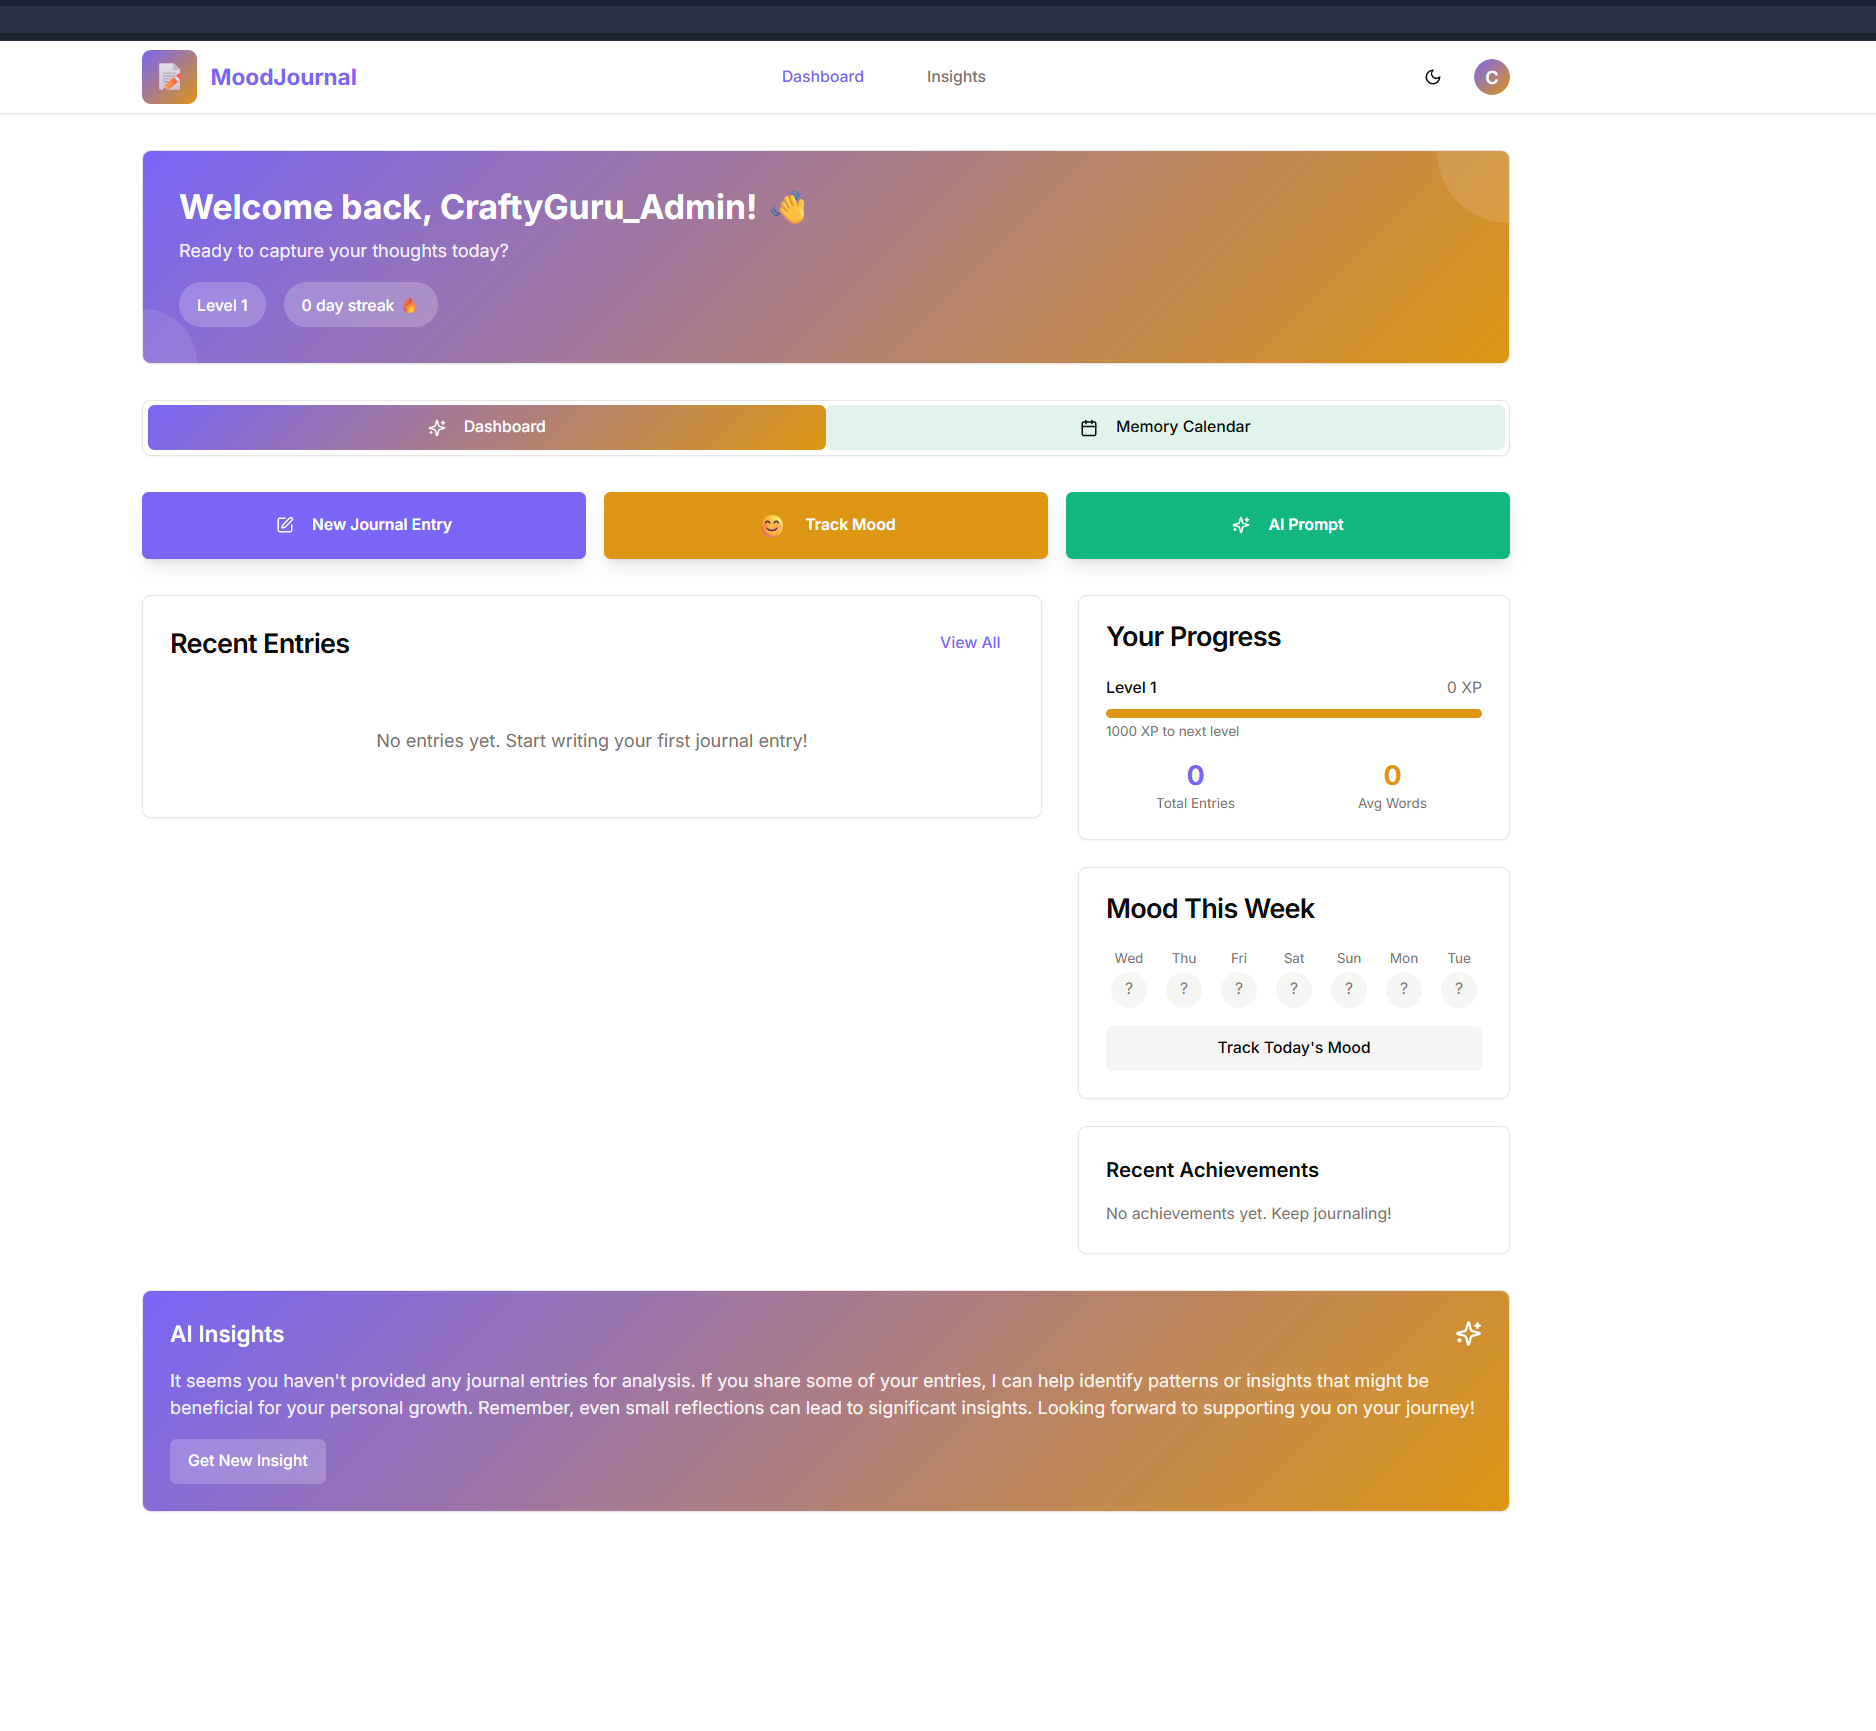 MoodJournal
Dashboard
Insights
C
Welcome back, CraftyGuru_Admin! 👋
Ready to capture your thoughts today?
Level 1
0 day streak 🔥
Dashboard
Memory Calendar
New Journal Entry
😊 Track Mood
AI Prompt
Recent Entries
View All
No entries yet. Start writing your first journal entry!
Your Progress
Level 1
0 XP
1000 XP to next level
0
Total Entries
0
Avg Words
Mood This Week
Wed Thu Fri Sat Sun Mon Tue
? ? ? ? ? ? ?
Track Today's Mood
Recent Achievements
No achievements yet. Keep journaling!
AI Insights
It seems you haven't provided any journal entries for analysis. If you share some of your entries, I can help identify patterns or insights that might be
beneficial for your personal growth. Remember, even small reflections can lead to significant insights. Looking forward to supporting you on your journey!
Get New Insight